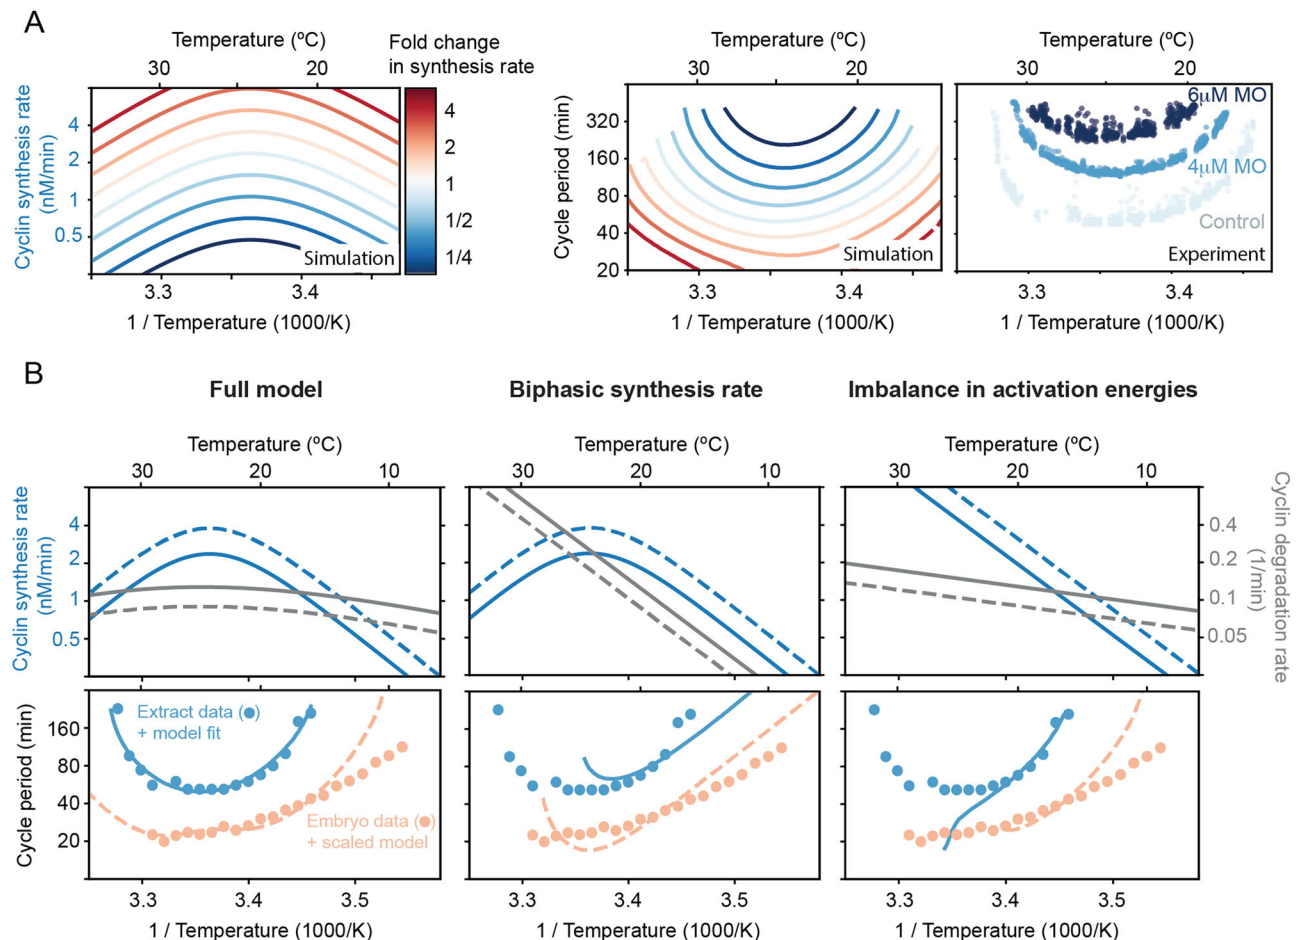 A
Temperature (ºC)
30
20
Fold change
in synthesis rate
4
2
1
1/2
1/4
Cyclin synthesis rate
(nM/min)
4
2
1
0.5
Simulation
3.3
3.4
1 / Temperature (1000/K)
Temperature (ºC)
30
20
Cycle period (min)
320
160
80
40
20
Simulation
3.3
3.4
1 / Temperature (1000/K)
Temperature (ºC)
30
20
6µM MO
4µM MO
Control
Experiment
3.3
3.4
1 / Temperature (1000/K)
B
Full model
Biphasic synthesis rate
Imbalance in activation energies
Temperature (ºC)
30
20
10
Temperature (ºC)
30
20
10
Temperature (ºC)
30
20
10
Cyclin synthesis rate
(nM/min)
4
2
1
0.5
0.4
0.2
0.1
0.05
Cyclin degradation rate
(1/min)
Cycle period (min)
160
80
40
20
Extract data (●)
+ model fit
Embryo data (●)
+ scaled model
3.3
3.4
3.5
1 / Temperature (1000/K)
3.3
3.4
3.5
1 / Temperature (1000/K)
3.3
3.4
3.5
1 / Temperature (1000/K)